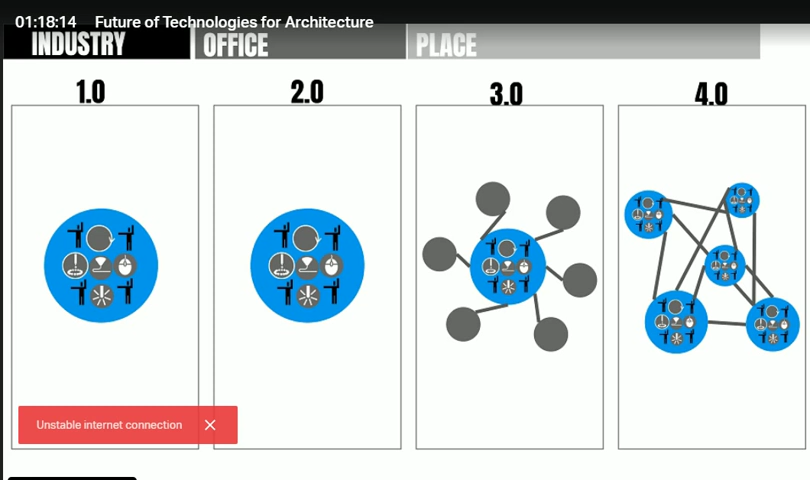 01:18:14 Future of Technologies for Architecture
INDUSTRY OFFICE PLACE
1.0 2.0 3.0 4.0
Unstable internet connection